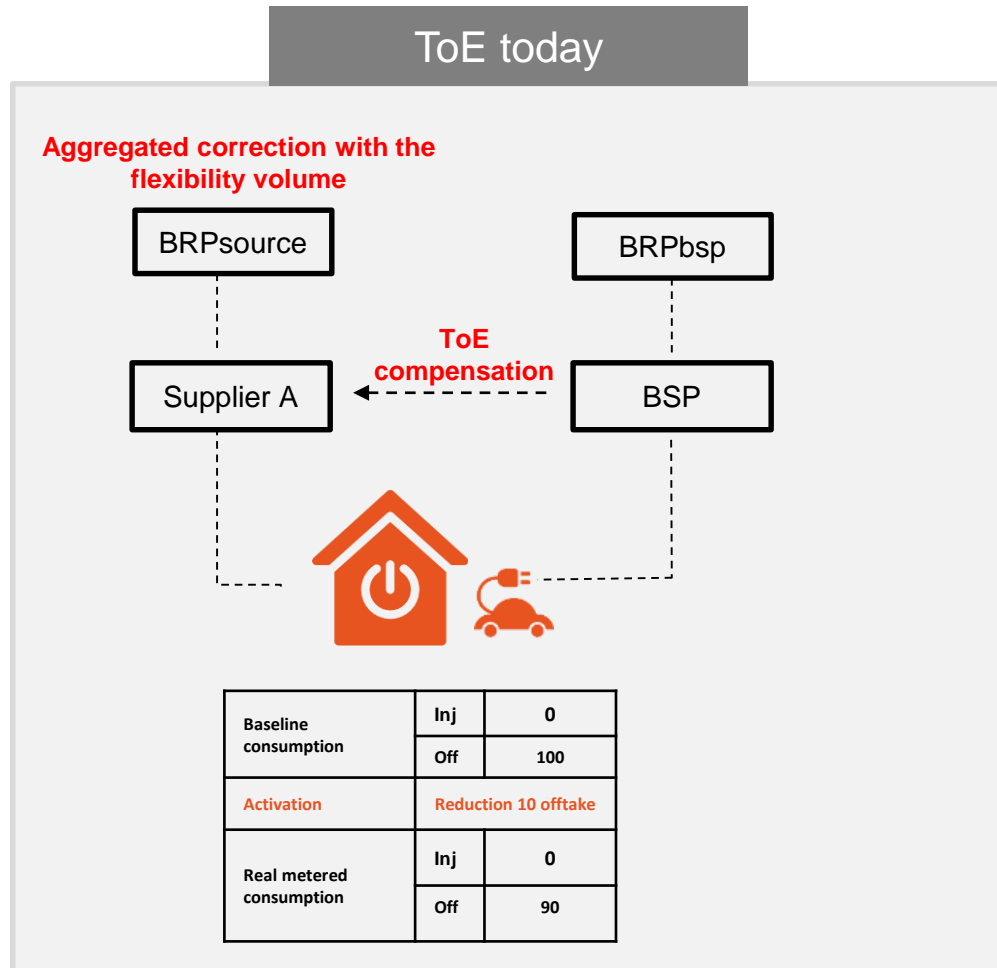 ToE today
Aggregated correction with the
flexibility volume
BRPsource
BRPbsp
ToE
compensation
Supplier A
BSP
Baseline
consumption
Inj
0
Off
100
Activation
Reduction 10 offtake
Real metered
consumption
Inj
0
Off
90